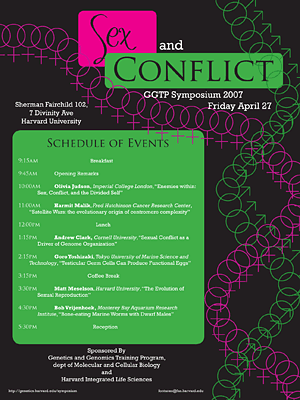 Sex and
CONFLICT
GGTP Symposium 2007
Friday April 27
Sherman Fairchild 102,
7 Divinity Ave
Harvard University
SCHEDULE OF EVENTS
9:15AM Breakfast
9:45AM Opening Remarks
10:00AM Olivia Judson, Imperial College London, "Enemies within:
Sex, Conflict, and the Divided Self"
11:00AM Harmit Malik, Fred Hutchinson Cancer Research Center,
"Satellite Wars: the evolutionary origin of centromere complexity"
12:00PM Lunch
1:15PM Andrew Clark, Cornell University, "Sexual Conflict as a
Driver of Genome Organization"
2:15PM Goro Yoshizaki, Tokyo University of Marine Science and
Technology, "Testicular Germ Cells Can Produce Functional Eggs"
3:15PM Coffee Break
3:30PM Matt Meselson, Harvard University, "The Evolution of
Sexual Reproduction"
4:30PM Bob Vrijenhoek, Monterey Bay Aquarium Research
Institute, "Bone-eating Marine Worms with Dwarf Males"
5:30PM Reception
Sponsored By
Genetics and Genomics Training Program,
dept of Molecular and Cellular Biology
and
Harvard Integrated Life Sciences
http://genetics.harvard.edu/symposium